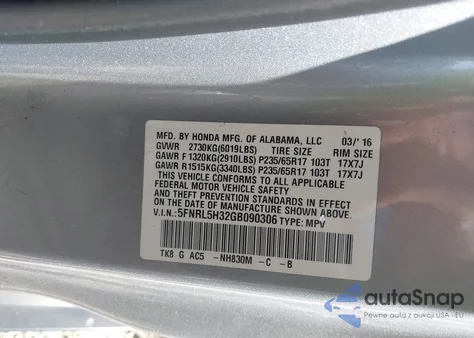 MFD. BY HONDA MFG. OF ALABAMA, LLC 03/'16
GVWR 2730KG(6019LBS) TIRE SIZE RIM SIZE
GAWR F 1320KG(2910LBS) P235/65R17 103T 17X7J
GAWR R1515KG(3340LBS) P235/65R17 103T 17X7J
THIS VEHICLE CONFORMS TO ALL APPLICABLE
FEDERAL MOTOR VEHICLE SAFETY
AND THEFT PREVENTION STANDARDS IN EFFECT
ON THE DATE OF MANUFACTURE SHOWN ABOVE.
V.I.N.: 5FNRL5H32GB090306 TYPE: MPV
TK8 G AC5 -NH830M -C -B
autoSnap
Pewne auta z aukcji USA - EU